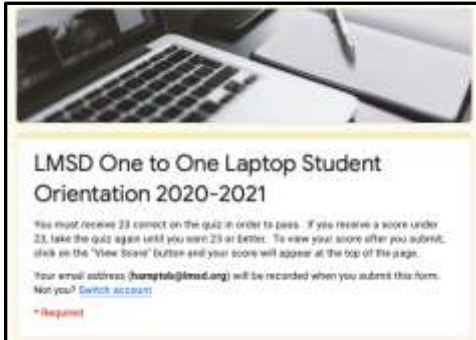 LMSD One to One Laptop Student
Orientation 2020-2021
You must receive 23 correct on the quiz in order to pass. If you receive a score under
23, take the quiz again until you earn 23 or better. To view your score after you submit,
click on the "View Score" button and your score will appear at the top of the page.
Your email address (hamptob@lmsd.org) will be recorded when you submit this form.
Not you? Switch account
* Required